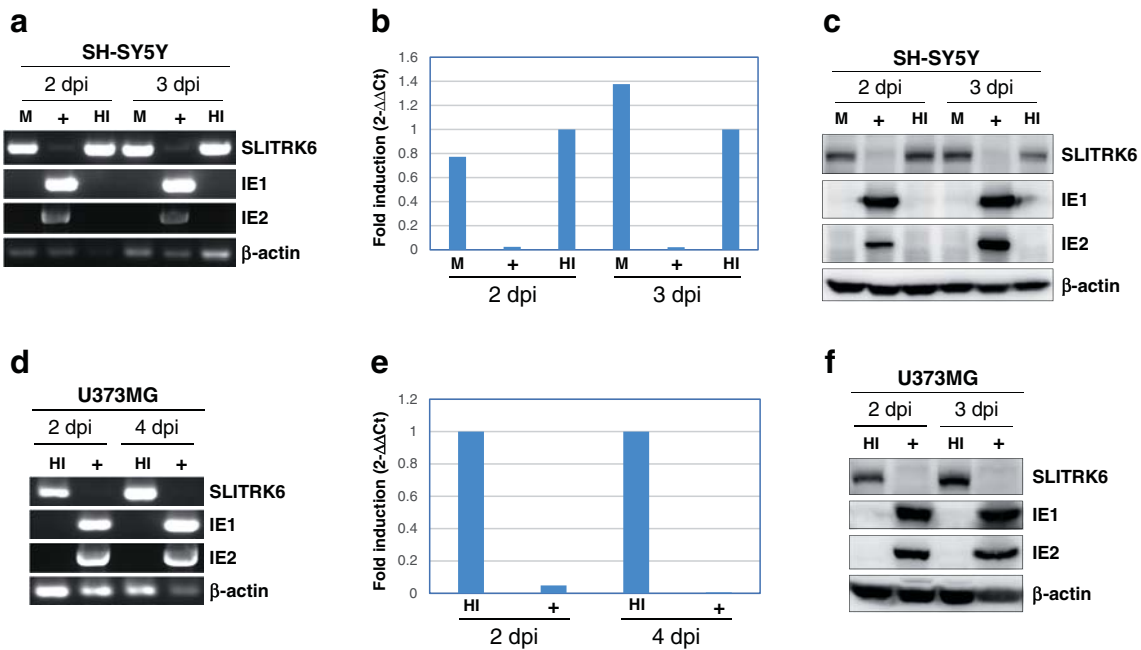 a
SH-SY5Y
2 dpi 3 dpi
M + HI M + HI
SLITRK6
IE1
IE2
β-actin
b
Fold induction (2-ΔΔCt)
1.6
1.4
1.2
1
0.8
0.6
0.4
0.2
0
M + HI M + HI
2 dpi 3 dpi
c
SH-SY5Y
2 dpi 3 dpi
M + HI M + HI
SLITRK6
IE1
IE2
β-actin
d
U373MG
2 dpi 4 dpi
HI + HI +
SLITRK6
IE1
IE2
β-actin
e
Fold induction (2-ΔΔCt)
1.2
1
0.8
0.6
0.4
0.2
0
HI + HI +
2 dpi 4 dpi
f
U373MG
2 dpi 3 dpi
HI + HI +
SLITRK6
IE1
IE2
β-actin